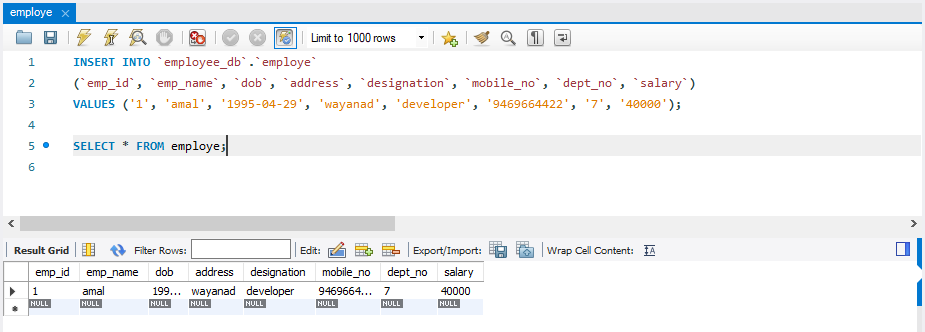 employe ×
Limit to 1000 rows
1 INSERT INTO `employee_db`.`employe`
2 (`emp_id`, `emp_name`, `dob`, `address`, `designation`, `mobile_no`, `dept_no`, `salary`)
3 VALUES ('1', 'amal', '1995-04-29', 'wayanad', 'developer', '9469664422', '7', '40000');
4
5 SELECT * FROM employe;
6
Result Grid Filter Rows: Edit: Export/Import: Wrap Cell Content: IA
emp_id emp_name dob address designation mobile_no dept_no salary
1 amal 199... wayanad developer 9469664... 7 40000
NULL NULL NULL NULL NULL NULL NULL NULL